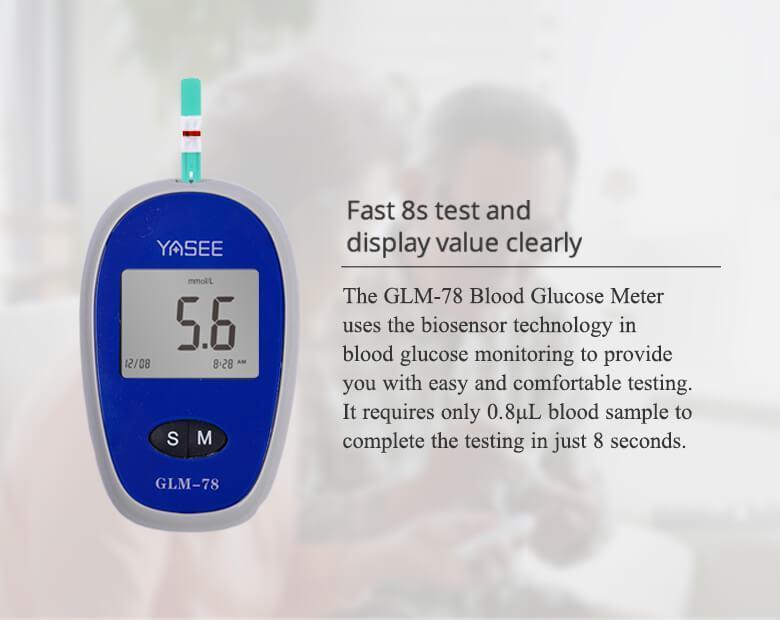 YASEE
mmol/L
5.6
12/08 8:28 AM
S M
GLM-78
Fast 8s test and
display value clearly
The GLM-78 Blood Glucose Meter
uses the biosensor technology in
blood glucose monitoring to provide
you with easy and comfortable testing.
It requires only 0.8μL blood sample to
complete the testing in just 8 seconds.